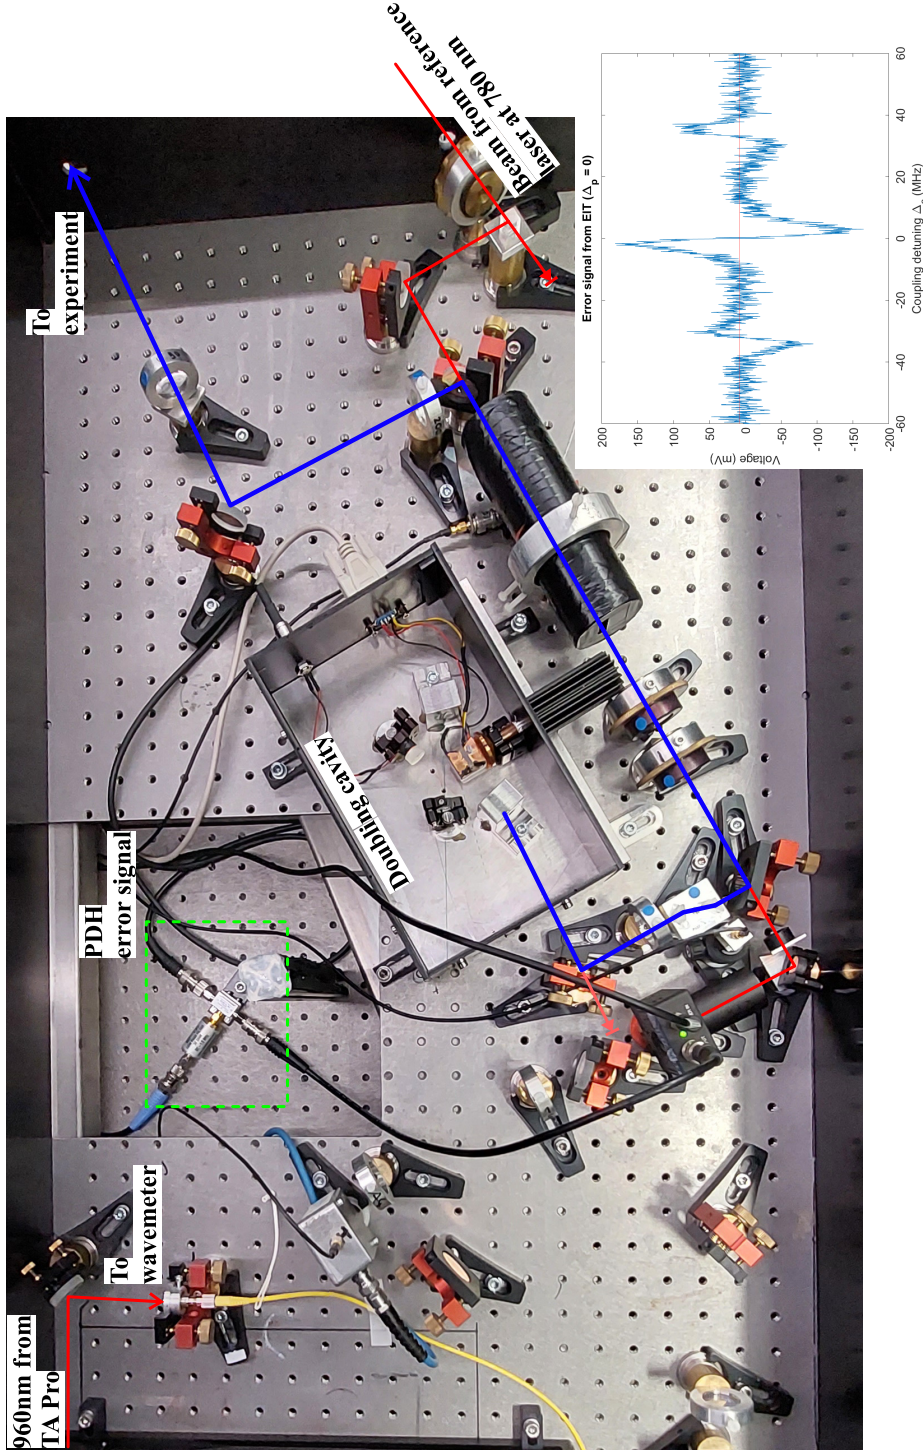 960nm from
TA Pro
To
wavemeter
PDH
error signal
Doubling cavity
To
experiment
Beam from reference
laser at 780 nm
Error signal from EIT (Δp = 0)
Voltage (mV)
200
150
100
50
0
-50
-100
-150
-200
-60
-40
-20
0
20
40
60
Coupling detuning Δ (MHz)